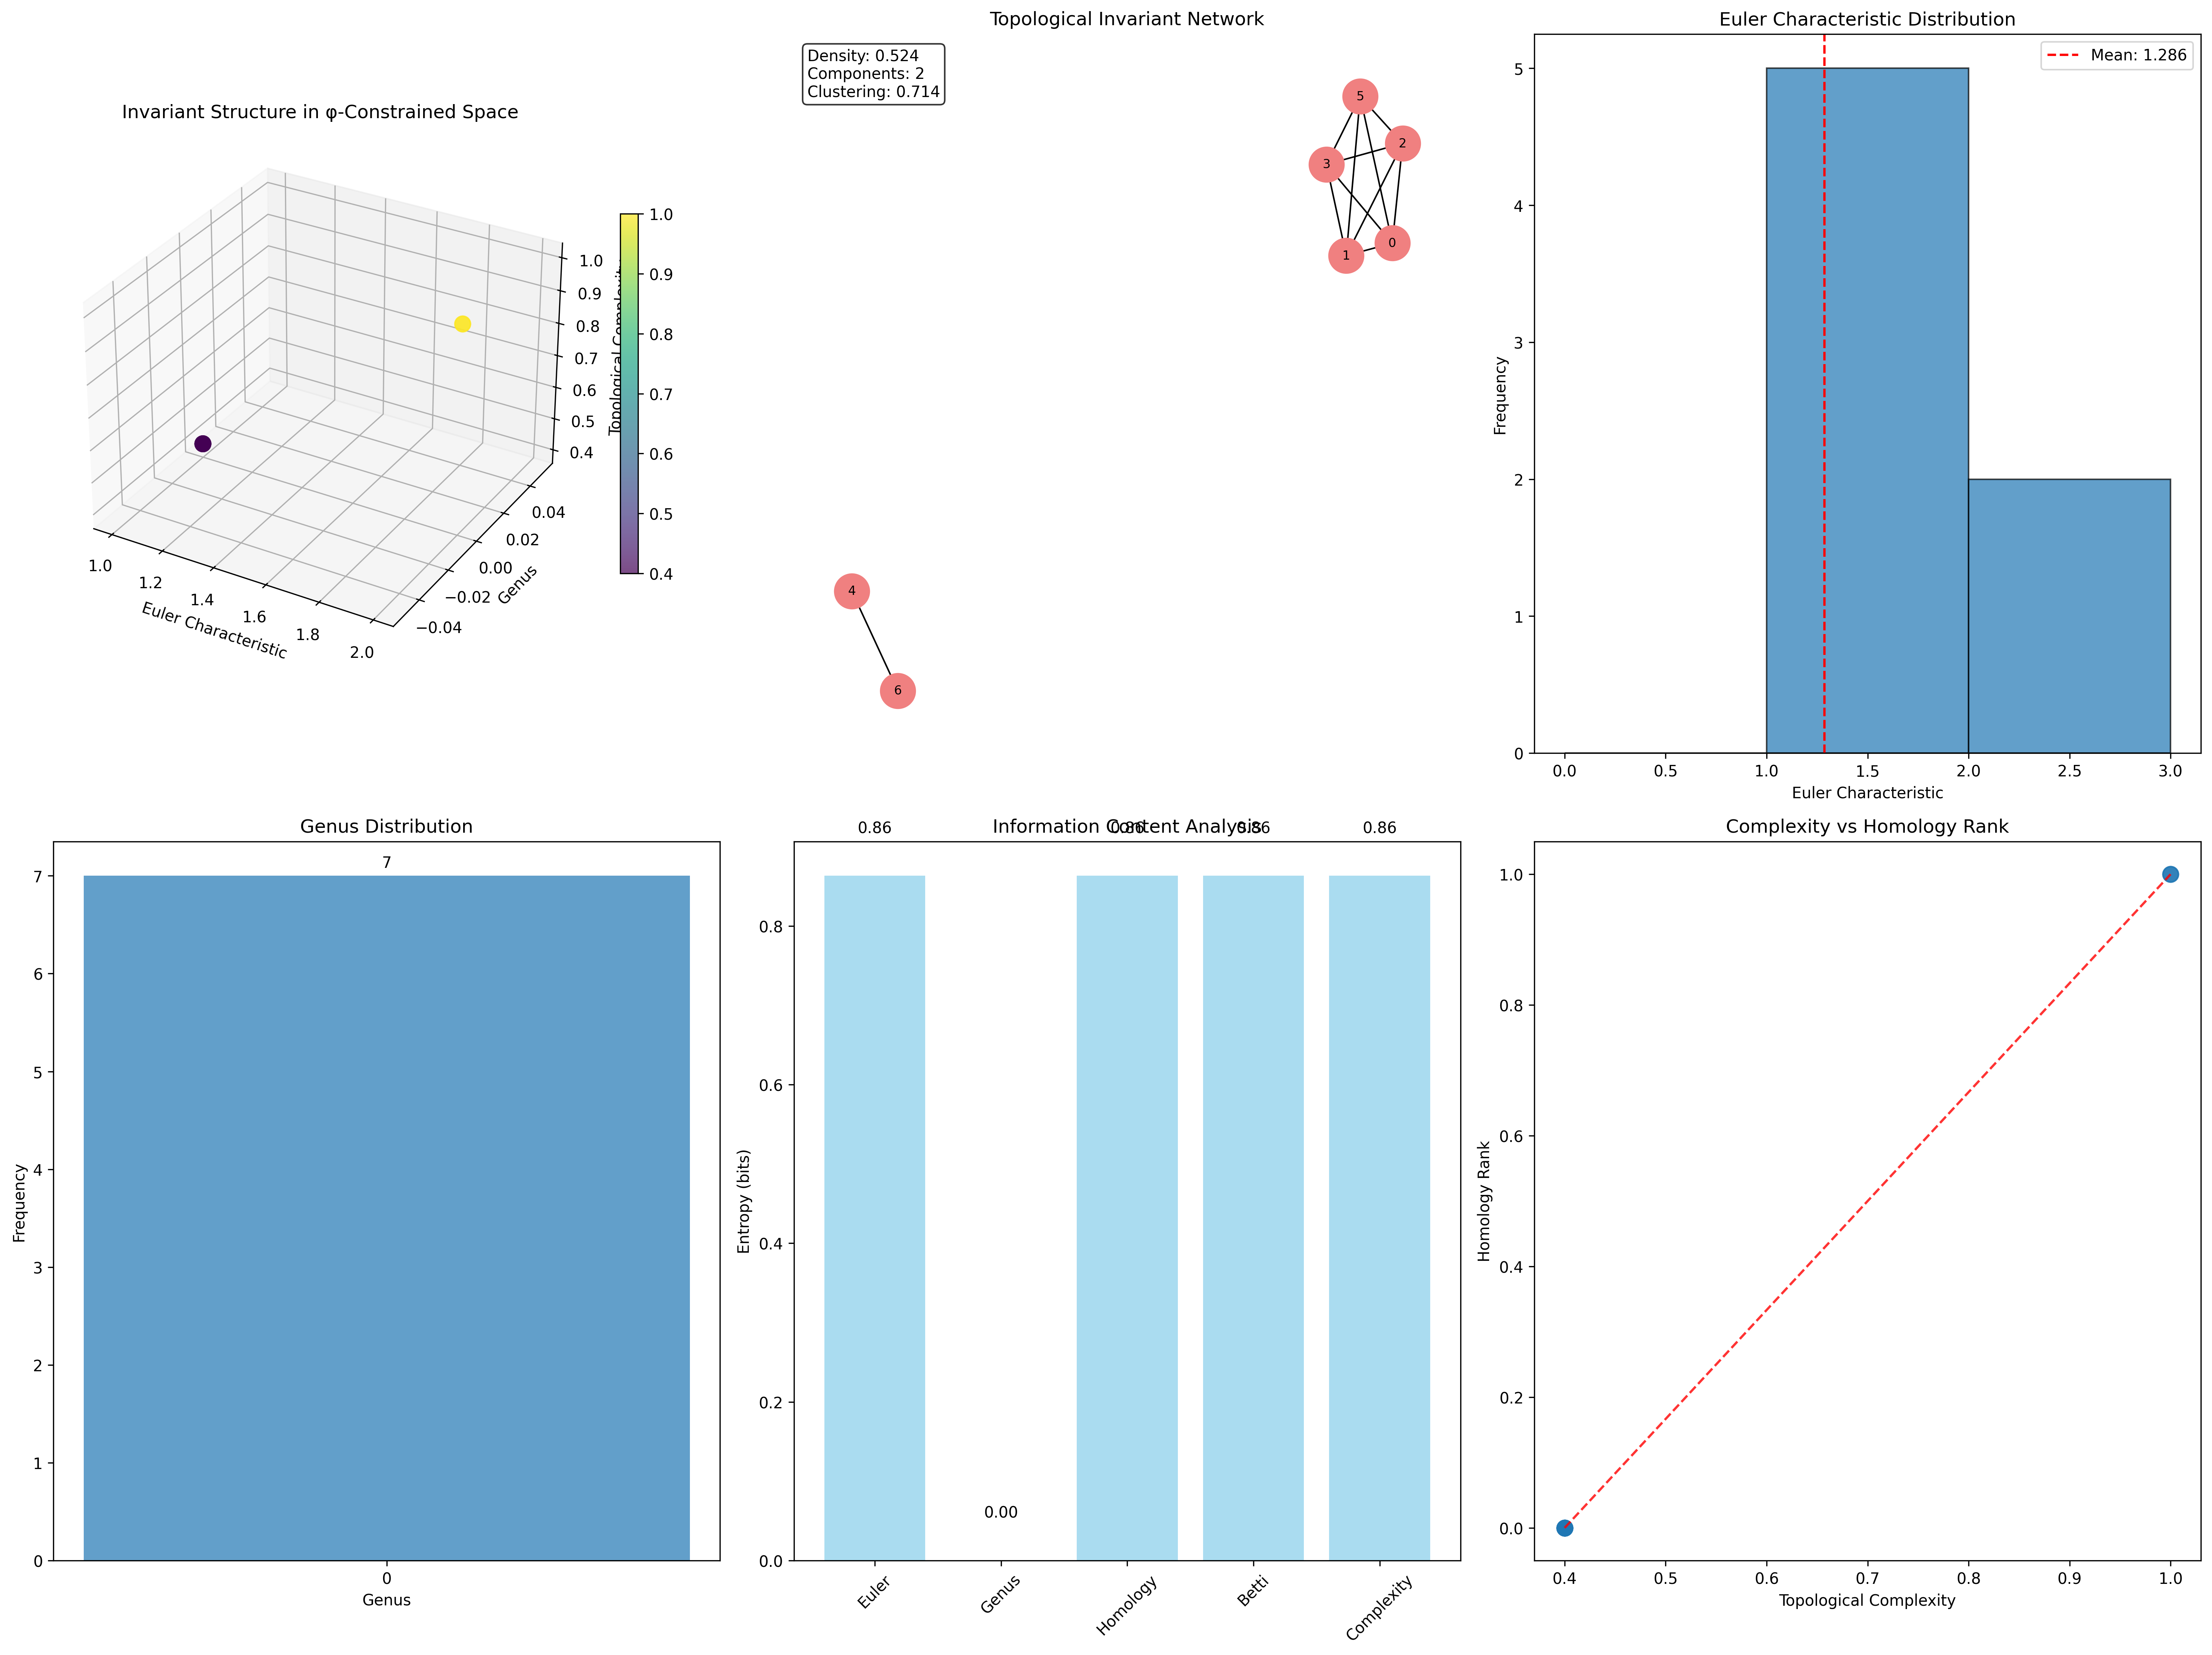 Invariant Structure in φ-Constrained Space
1.0
0.9
0.8
0.7
0.6
0.5
0.4
Topological Complexity
1.0
0.9
0.8
0.7
0.6
0.5
0.4
0.04
0.02
0.00
−0.02
−0.04
Genus
1.0
1.2
1.4
1.6
1.8
2.0
Euler Characteristic
Topological Invariant Network
Density: 0.524
Components: 2
Clustering: 0.714
5
2
3
0
1
4
6
Euler Characteristic Distribution
Mean: 1.286
Frequency
5
4
3
2
1
0
0.0 0.5 1.0 1.5 2.0 2.5 3.0
Euler Characteristic
Genus Distribution
7
Frequency
7
6
5
4
3
2
1
0
0
Genus
Information Content Analysis
0.86 0.86 0.86 0.86
0.00
Entropy (bits)
0.8
0.6
0.4
0.2
0.0
Euler
Genus
Homology
Betti
Complexity
Complexity vs Homology Rank
Homology Rank
1.0
0.8
0.6
0.4
0.2
0.0
0.4 0.5 0.6 0.7 0.8 0.9 1.0
Topological Complexity